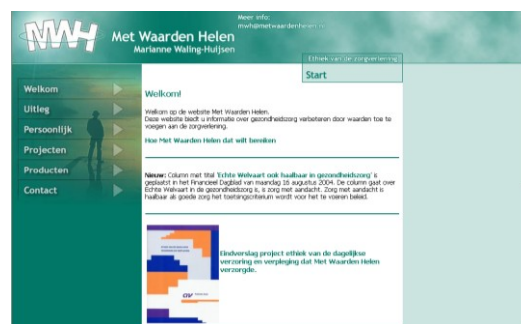 MWH
Met Waarden Helen
Marianne Waling-Huijsen
Meer info:
mwh@metwaardenhelen.nl
Ethiek van de zorgverlening
Start
Welkom
Uitleg
Persoonlijk
Projecten
Producten
Contact
Welkom!
Welkom op de website Met Waarden Helen.
Deze website biedt u informatie over gezondheidszorg verbeteren door waarden toe te
voegen aan de zorgverlening.
Hoe Met Waarden Helen dat wilt bereiken
Nieuw: Column met titel 'Echte Welvaart ook haalbaar in gezondheidszorg' is
geplaatst in het Financieel Dagblad van maandag 16 augustus 2004. De column gaat over
Echte Welvaart in de gezondheidszorg is, is zorg met aandacht. Zorg met aandacht is
haalbaar als goede zorg het toetsingscriterium wordt voor het te voeren beleid.
Eindverslag project ethiek van de dagelijkse
verzorging en verpleging dat Met Waarden Helen
verzorgde.